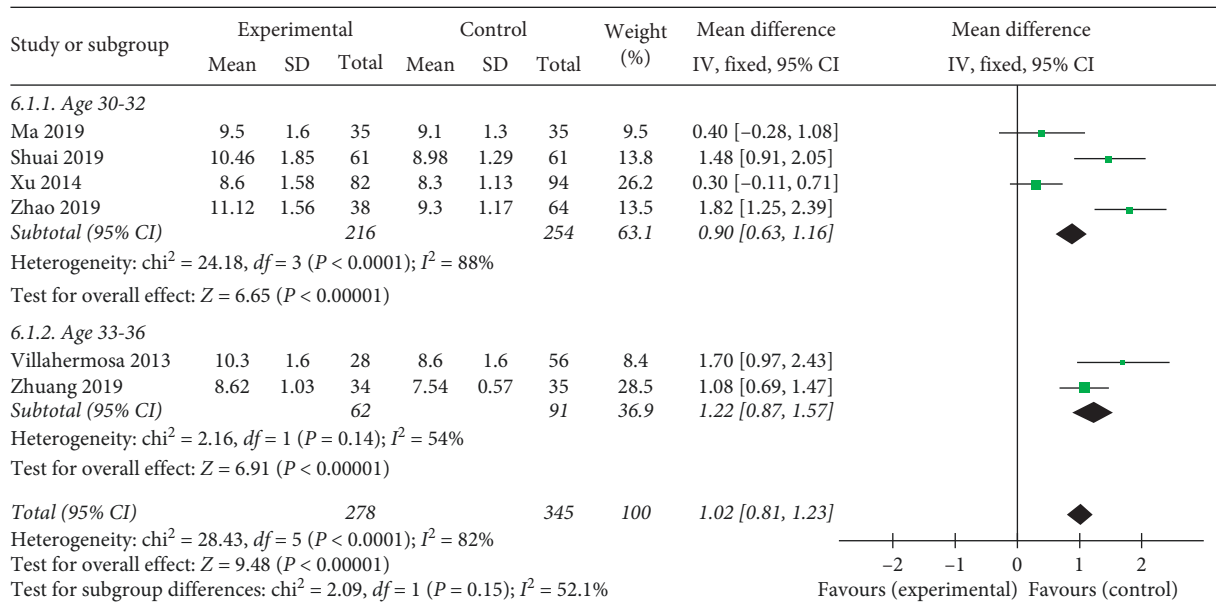 Study or subgroup Experimental Control Weight (%) Mean difference Mean difference
Mean SD Total Mean SD Total IV, fixed, 95% CI IV, fixed, 95% CI
6.1.1. Age 30-32
Ma 2019 9.5 1.6 35 9.1 1.3 35 9.5 0.40 [–0.28, 1.08]
Shuai 2019 10.46 1.85 61 8.98 1.29 61 13.8 1.48 [0.91, 2.05]
Xu 2014 8.6 1.58 82 8.3 1.13 94 26.2 0.30 [–0.11, 0.71]
Zhao 2019 11.12 1.56 38 9.3 1.17 64 13.5 1.82 [1.25, 2.39]
Subtotal (95% CI) 216 254 63.1 0.90 [0.63, 1.16]
Heterogeneity: chi² = 24.18, df = 3 (P < 0.0001); I² = 88%
Test for overall effect: Z = 6.65 (P < 0.00001)
6.1.2. Age 33-36
Villahermosa 2013 10.3 1.6 28 8.6 1.6 56 8.4 1.70 [0.97, 2.43]
Zhuang 2019 8.62 1.03 34 7.54 0.57 35 28.5 1.08 [0.69, 1.47]
Subtotal (95% CI) 62 91 36.9 1.22 [0.87, 1.57]
Heterogeneity: chi² = 2.16, df = 1 (P = 0.14); I² = 54%
Test for overall effect: Z = 6.91 (P < 0.00001)
Total (95% CI) 278 345 100 1.02 [0.81, 1.23]
Heterogeneity: chi² = 28.43, df = 5 (P < 0.0001); I² = 82%
Test for overall effect: Z = 9.48 (P < 0.00001)
Test for subgroup differences: chi² = 2.09, df = 1 (P = 0.15); I² = 52.1%
–2 –1 0 1 2
Favours (experimental) Favours (control)